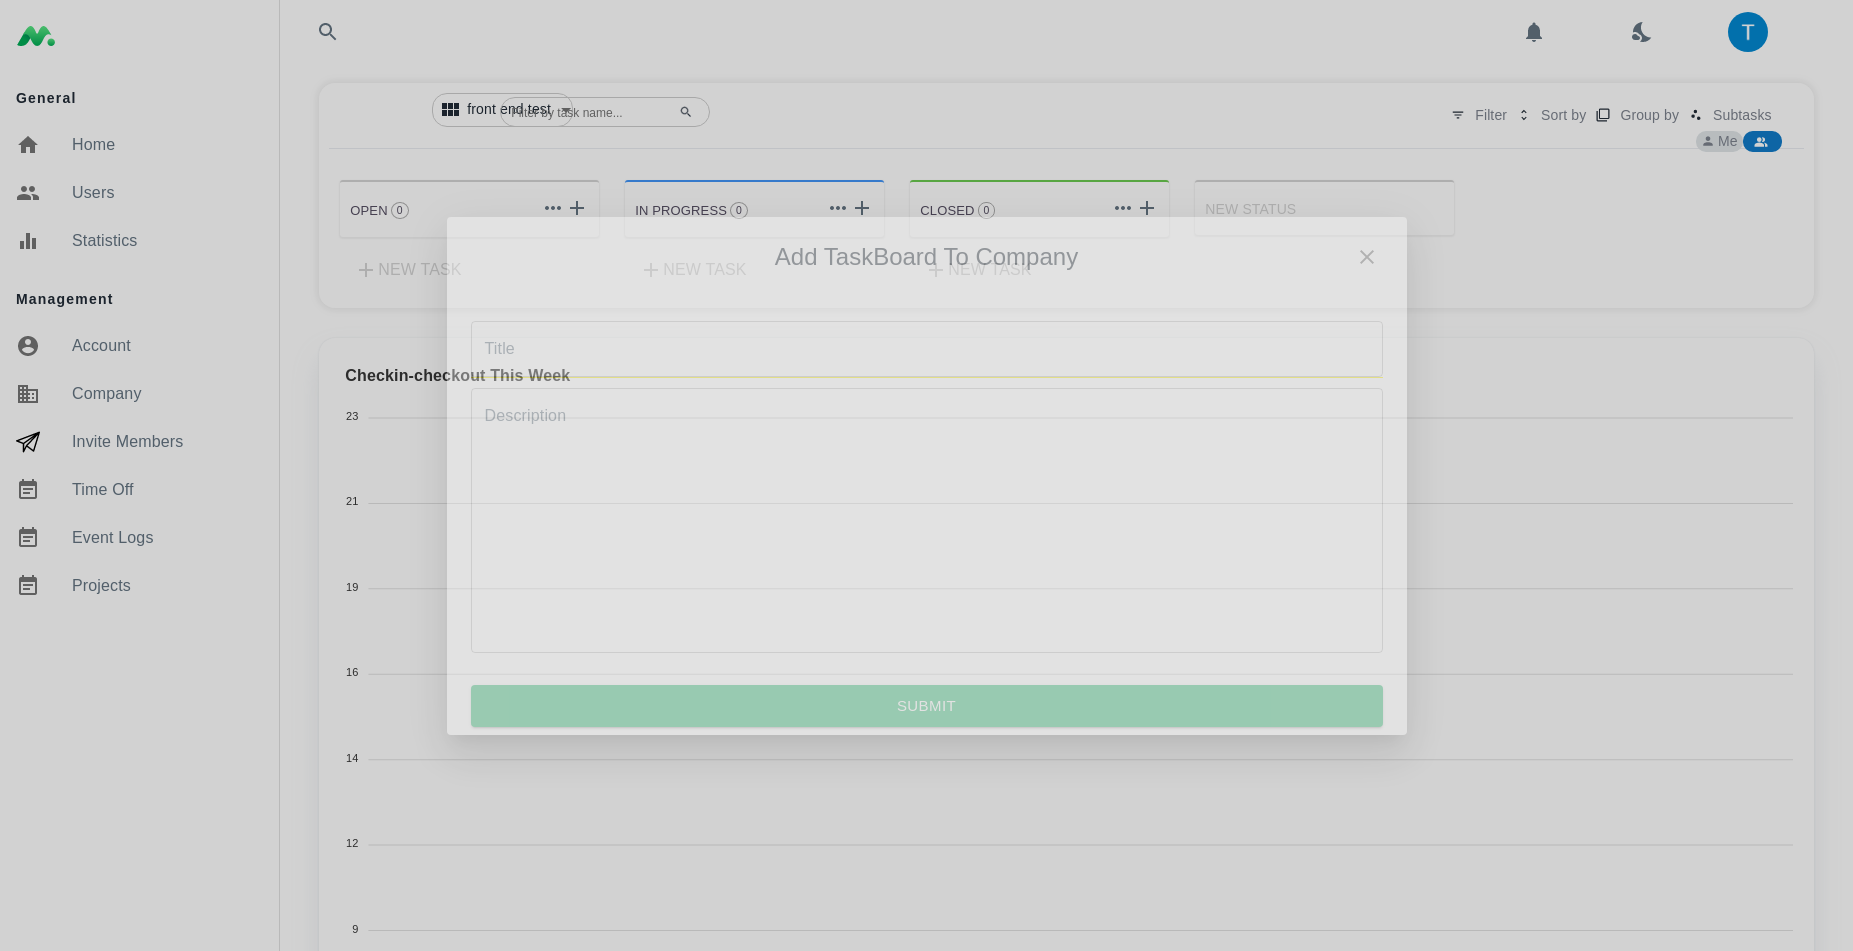 T
General
Home
Users
Statistics
Management
Account
Company
Invite Members
Time Off
Event Logs
Projects
front end test
Filter by task name...
Filter
Sort by
Group by
Subtasks
Me
OPEN 0
IN PROGRESS 0
CLOSED 0
NEW STATUS
NEW TASK
NEW TASK
NEW TASK
Add TaskBoard To Company
Title
Description
SUBMIT
Checkin-checkout This Week
23
21
19
16
14
12
9